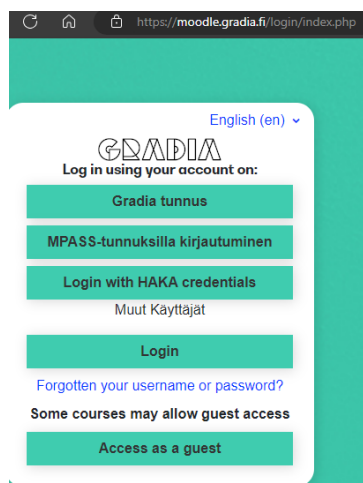 https://moodle.gradia.fi/login/index.php
English (en)
GRADIA
Log in using your account on:
Gradia tunnus
MPASS-tunnuksilla kirjautuminen
Login with HAKA credentials
Muut Käyttäjät
Login
Forgotten your username or password?
Some courses may allow guest access
Access as a guest